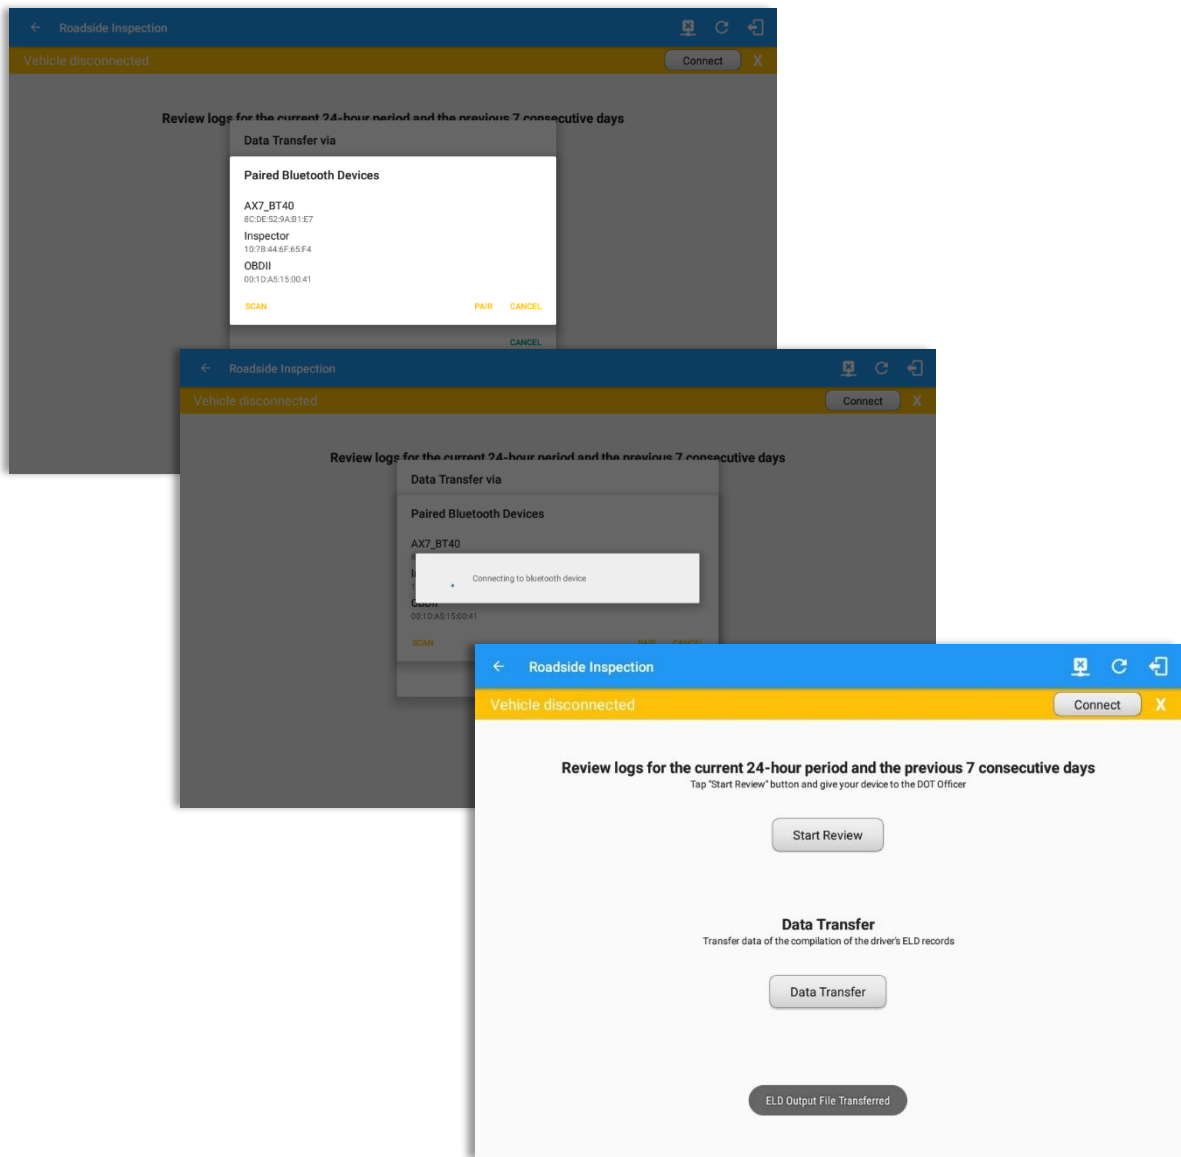 Roadside Inspection
Vehicle disconnected
Connect X
Review logs for the current 24-hour period and the previous 7 consecutive days
Data Transfer via
Paired Bluetooth Devices
AX7_BT40
8C:DE:52:9A:B1:E7
Inspector
10:7B:44:6F:65:F4
OBDII
00:1D:A5:15:00:41
SCAN PAIR CANCEL
CANCEL
Roadside Inspection
Vehicle disconnected
Connect X
Review logs for the current 24-hour period and the previous 7 consecutive days
Data Transfer via
Paired Bluetooth Devices
AX7_BT40
Connecting to bluetooth device
OBDII
00:1D:A5:15:00:41
SCAN PAIR CANCEL
Roadside Inspection
Vehicle disconnected
Connect X
Review logs for the current 24-hour period and the previous 7 consecutive days
Tap "Start Review" button and give your device to the DOT Officer
Start Review
Data Transfer
Transfer data of the compilation of the driver's ELD records
Data Transfer
ELD Output File Transferred